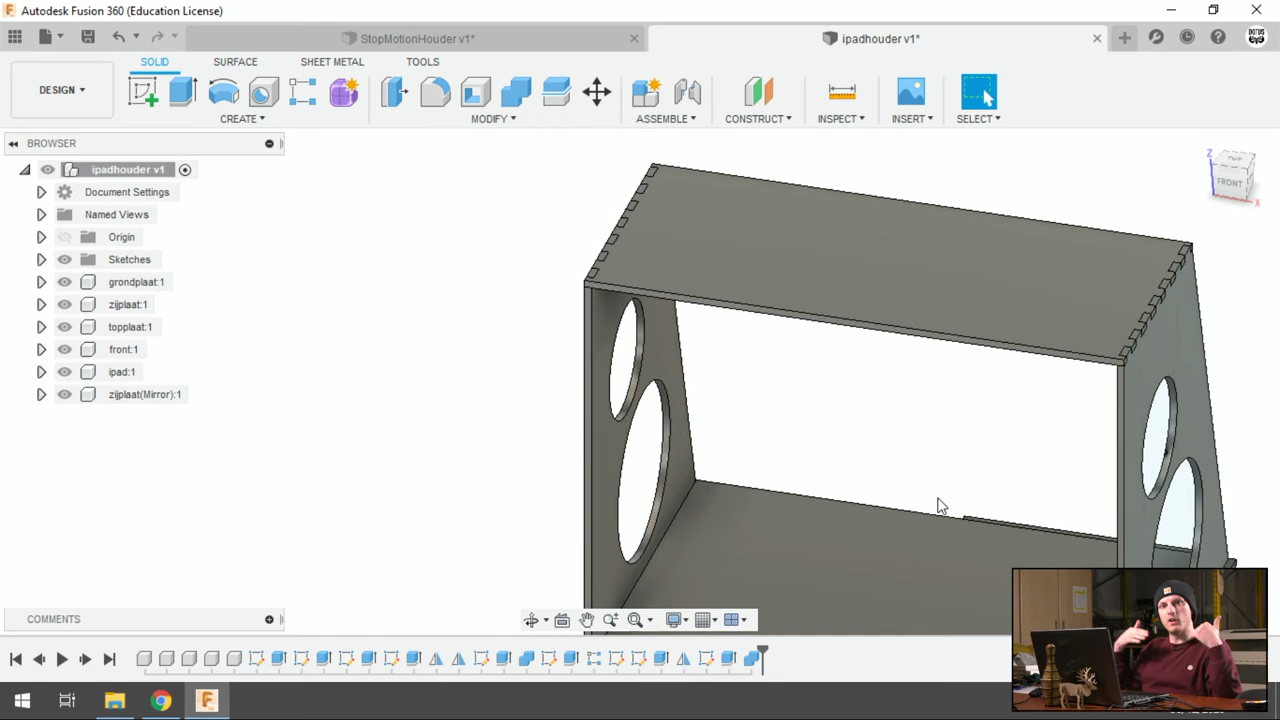 Autodesk Fusion 360 (Education License)
StopMotionHouder v1*
ipadhouder v1*
SOLID SURFACE SHEET METAL TOOLS
DESIGN
CREATE MODIFY ASSEMBLE CONSTRUCT INSPECT INSERT SELECT
BROWSER
ipadhouder v1
Document Settings
Named Views
Origin
Sketches
grondplaat:1
zijplaat:1
topplaat:1
front:1
ipad:1
zijplaat(Mirror):1
Z
TOP
FRONT
X
COMMENTS